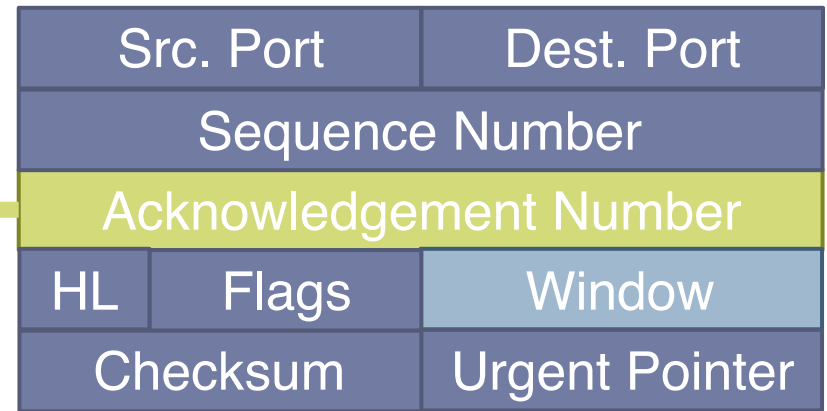 Src. Port Dest. Port
Sequence Number
Acknowledgement Number
HL Flags Window
Checksum Urgent Pointer